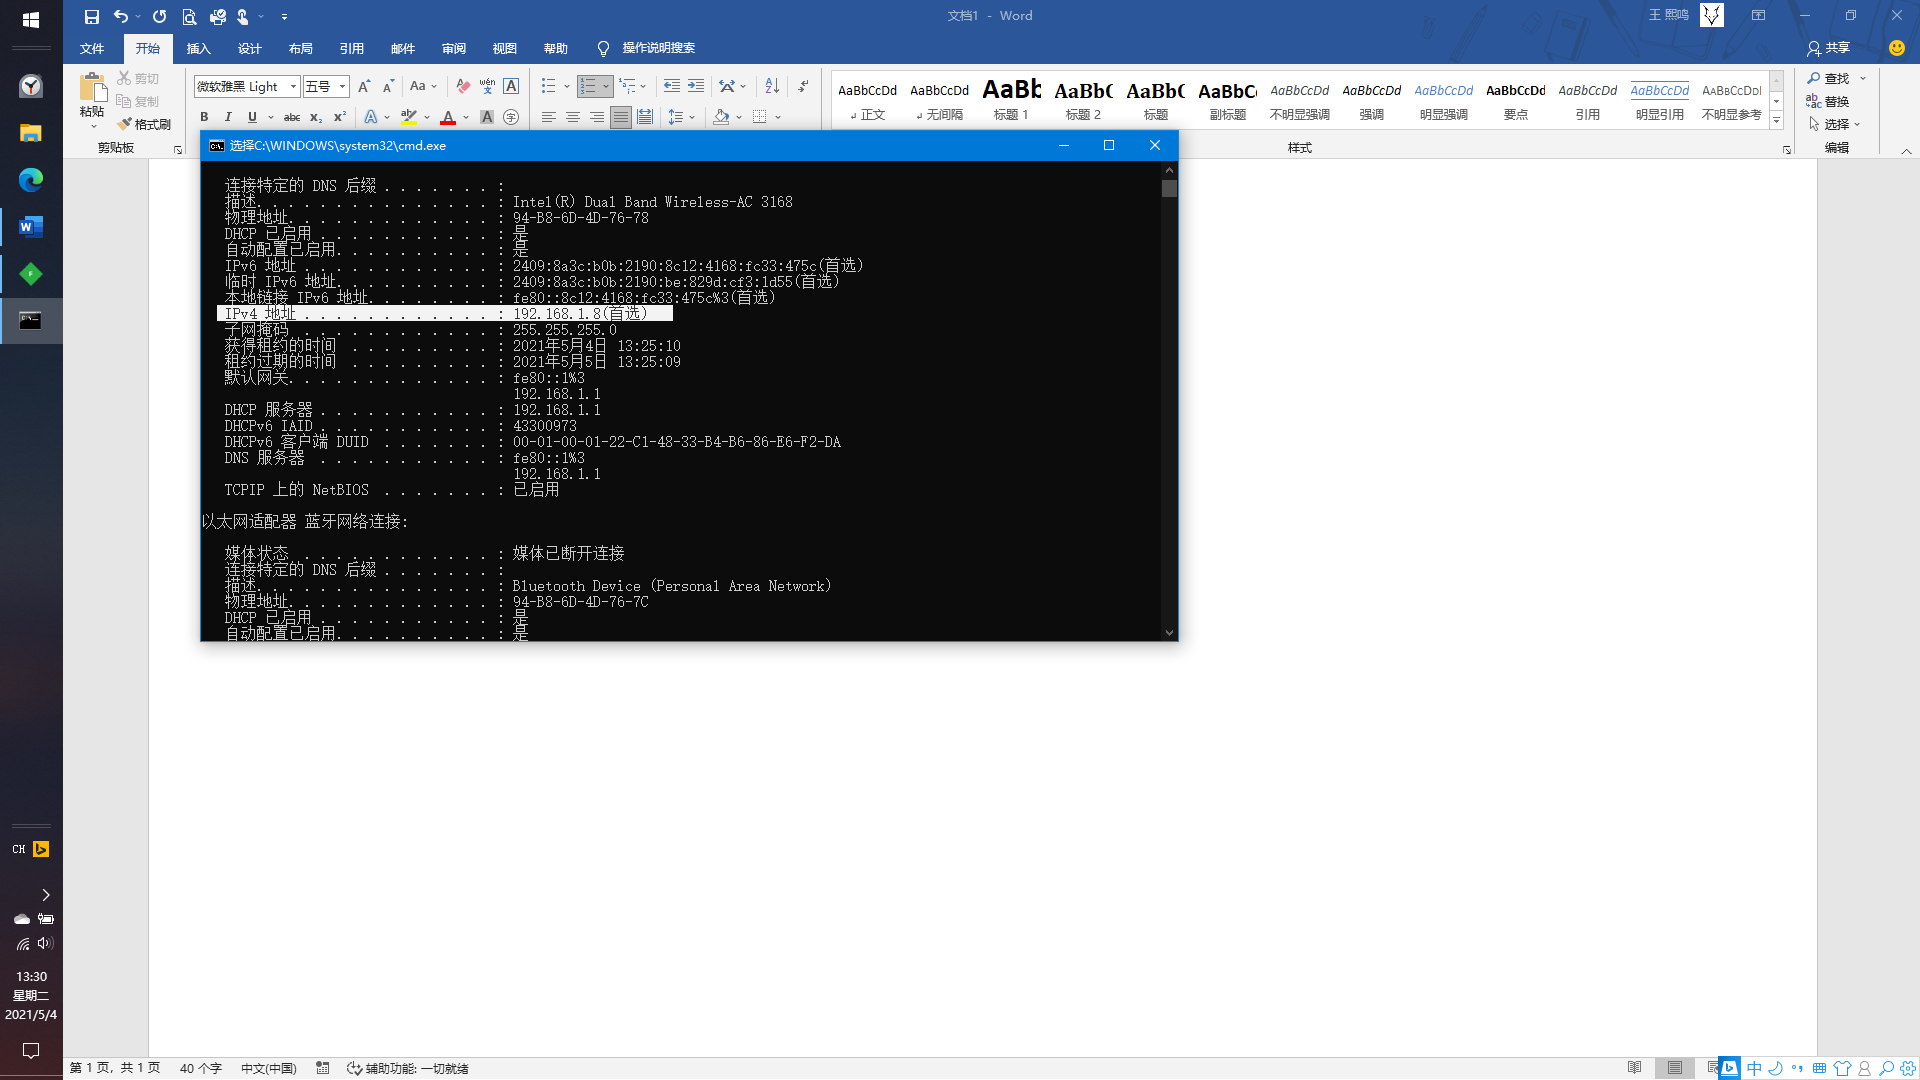 文档1 - Word
王 熙鸣
文件 开始 插入 设计 布局 引用 邮件 审阅 视图 帮助 操作说明搜索 共享
粘贴 剪切 复制 格式刷
剪贴板
微软雅黑 Light 五号 A A Aa wén 文 A
B I U abc x₂ x² A ab A A 字
AaBbCcDd AaBbCcDd AaBb AaBbC AaBbC AaBbCc AaBbCcDd AaBbCcDd AaBbCcDd AaBbCcDd AaBbCcDd AaBbCcDd AaBbCcDd
正文 无间隔 标题 1 标题 2 标题 副标题 不明显强调 强调 明显强调 要点 引用 明显引用 不明显参考
样式
查找
替换
选择
编辑
选择C:\WINDOWS\system32\cmd.exe
连接特定的 DNS 后缀 . . . . . . . :
描述. . . . . . . . . . . . . . . : Intel(R) Dual Band Wireless-AC 3168
物理地址. . . . . . . . . . . . . : 94-B8-6D-4D-76-78
DHCP 已启用 . . . . . . . . . . . : 是
自动配置已启用. . . . . . . . . . : 是
IPv6 地址 . . . . . . . . . . . . : 2409:8a3c:b0b:2190:8c12:4168:fc33:475c(首选)
临时 IPv6 地址. . . . . . . . . . : 2409:8a3c:b0b:2190:be:829d:cf3:1d55(首选)
本地链接 IPv6 地址. . . . . . . . : fe80::8c12:4168:fc33:475c%3(首选)
IPv4 地址 . . . . . . . . . . . . : 192.168.1.8(首选)
子网掩码 . . . . . . . . . . . . : 255.255.255.0
获得租约的时间 . . . . . . . . . : 2021年5月4日 13:25:10
租约过期的时间 . . . . . . . . . : 2021年5月5日 13:25:09
默认网关. . . . . . . . . . . . . : fe80::1%3
192.168.1.1
DHCP 服务器 . . . . . . . . . . . : 192.168.1.1
DHCPv6 IAID . . . . . . . . . . . : 43300973
DHCPv6 客户端 DUID . . . . . . . : 00-01-00-01-22-C1-48-33-B4-B6-86-E6-F2-DA
DNS 服务器 . . . . . . . . . . . : fe80::1%3
192.168.1.1
TCPIP 上的 NetBIOS . . . . . . . : 已启用
以太网适配器 蓝牙网络连接:
媒体状态 . . . . . . . . . . . . : 媒体已断开连接
连接特定的 DNS 后缀 . . . . . . . :
描述. . . . . . . . . . . . . . . : Bluetooth Device (Personal Area Network)
物理地址. . . . . . . . . . . . . : 94-B8-6D-4D-76-7C
DHCP 已启用 . . . . . . . . . . . : 是
自动配置已启用. . . . . . . . . . : 是
CH
13:30
星期二
2021/5/4
第 1 页，共 1 页 40 个字 中文(中国) 辅助功能: 一切就绪
中